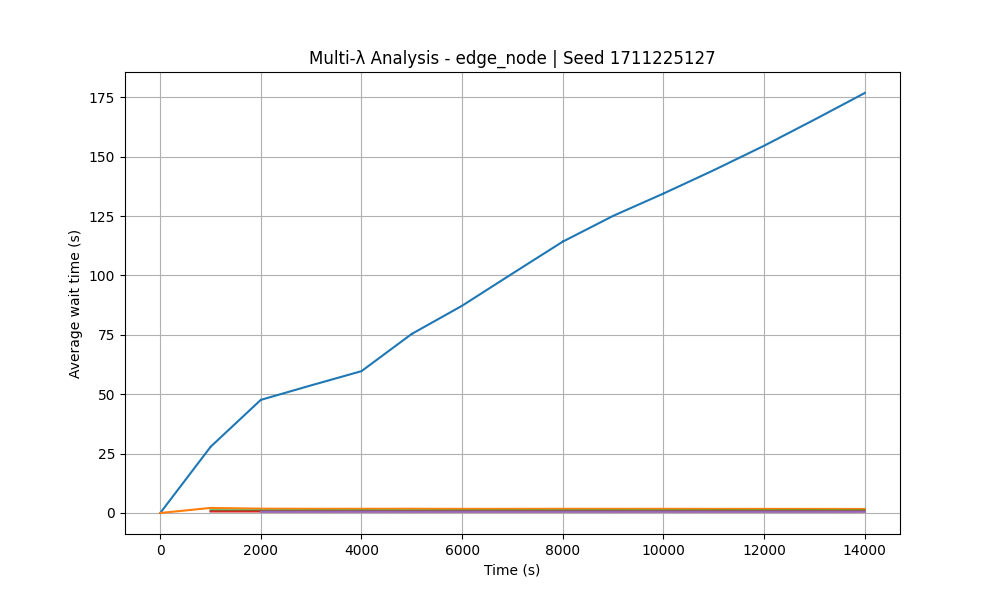 Multi-λ Analysis - edge_node | Seed 1711225127
175
150
125
100
75
50
25
0
Average wait time (s)
0 2000 4000 6000 8000 10000 12000 14000
Time (s)